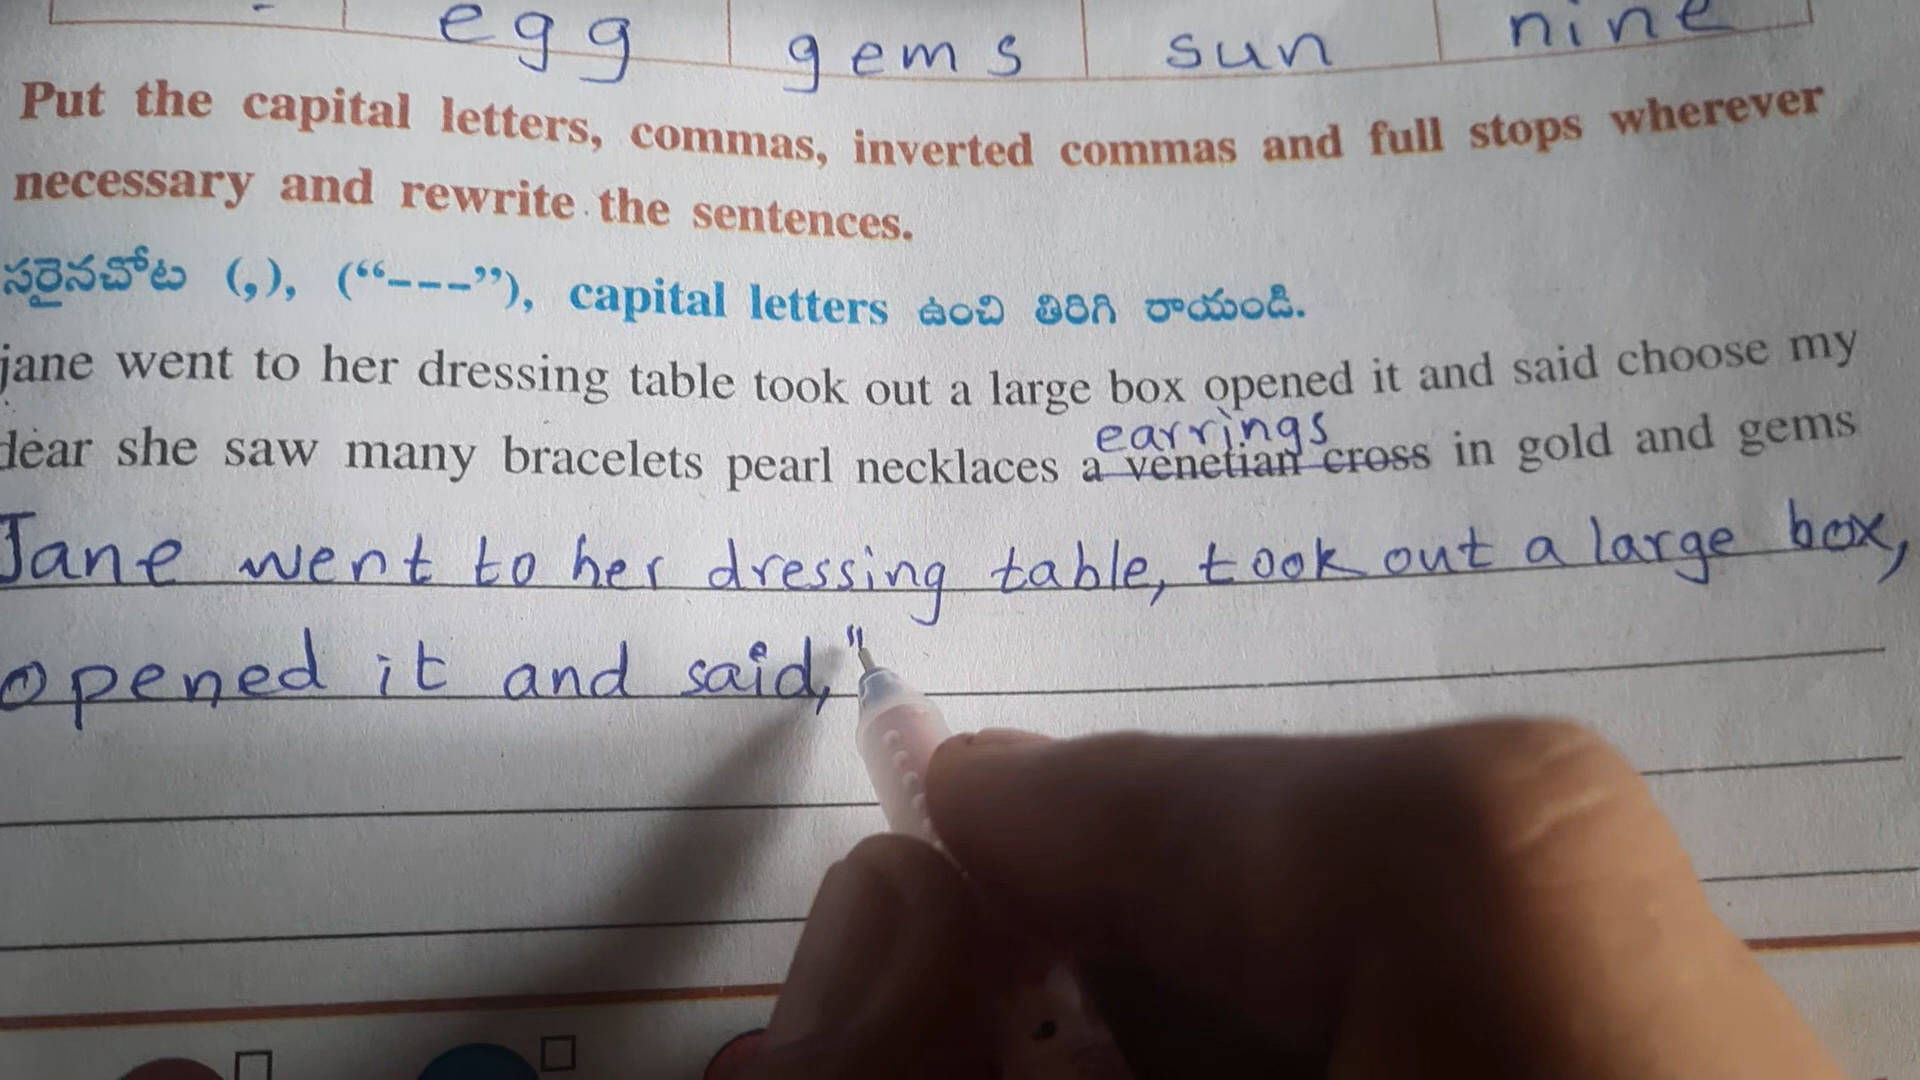 egg gems sun nine
Put the capital letters, commas, inverted commas and full stops wherever
necessary and rewrite the sentences.
సరైనచోట (,), (“---”), capital letters ఉంచి తిరిగి రాయండి.
jane went to her dressing table took out a large box opened it and said choose my
earrings
dear she saw many bracelets pearl necklaces a venetian cross in gold and gems
Jane went to her dressing table, took out a large box,
opened it and said, "